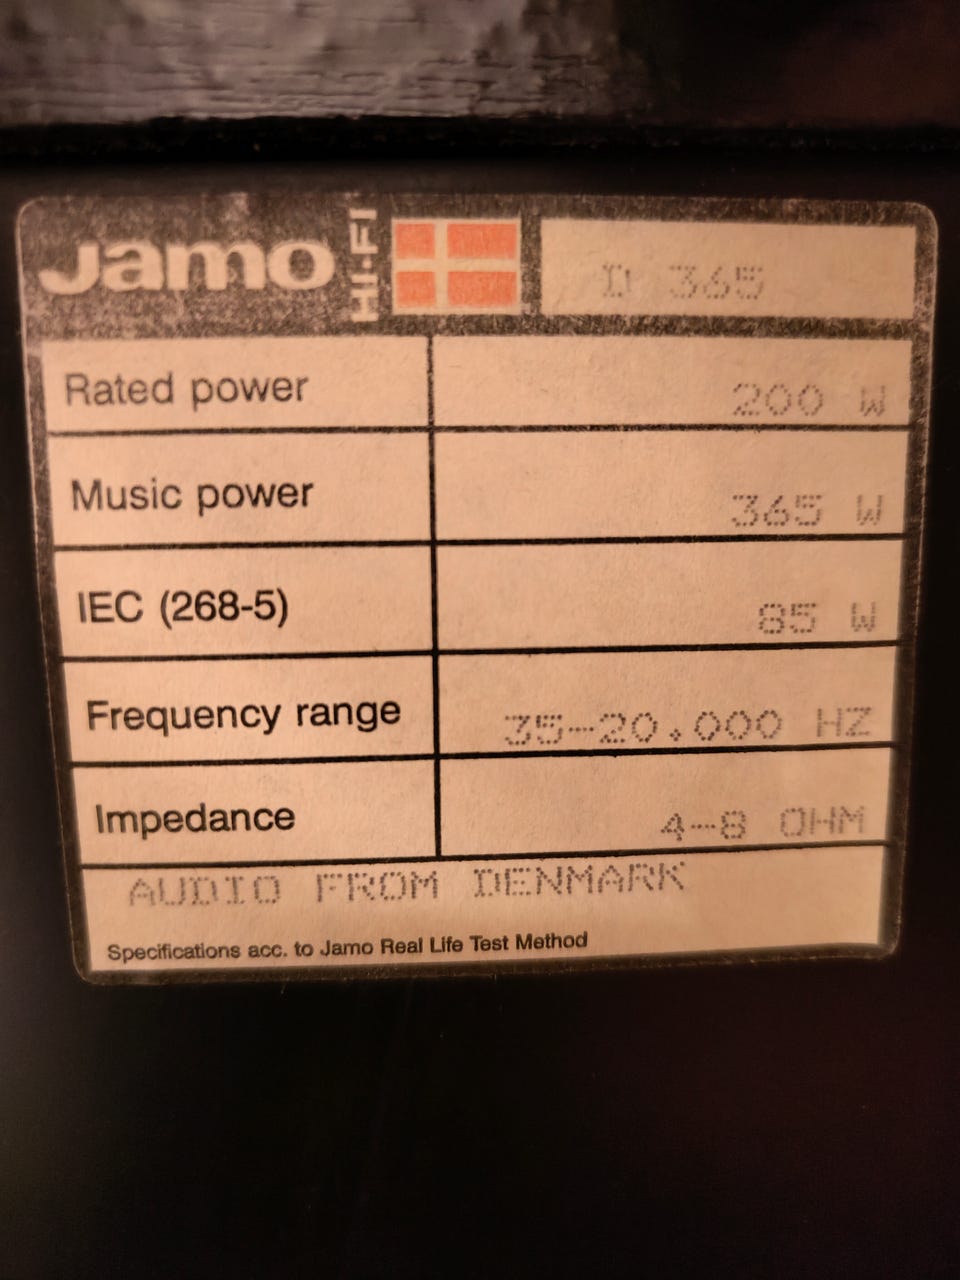 Jamo HI-FI D 365
Rated power 200 W
Music power 365 W
IEC (268-5) 85 W
Frequency range 35-20.000 HZ
Impedance 4-8 OHM
AUDIO FROM DENMARK
Specifications acc. to Jamo Real Life Test Method